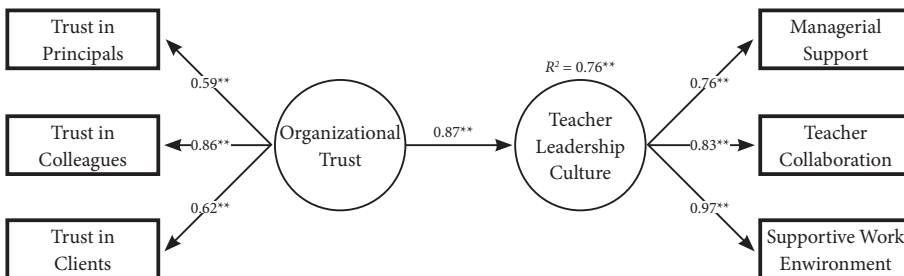 Trust in
Principals
0.59**
Trust in
Colleagues
0.86**
Trust in
Clients
0.62**
Organizational
Trust
0.87**
R² = 0.76**
Teacher
Leadership
Culture
0.76**
Managerial
Support
0.83**
Teacher
Collaboration
0.97**
Supportive Work
Enwironment